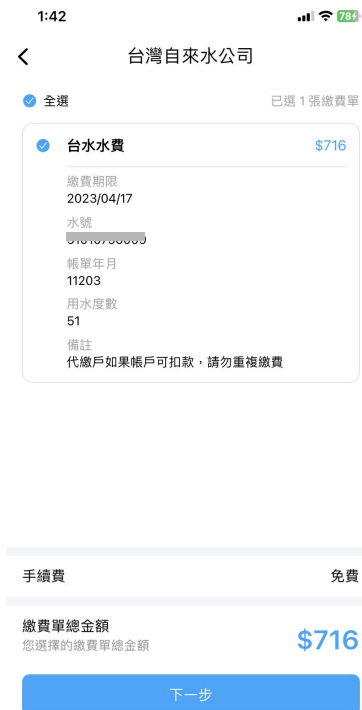 1:42
78
台灣自來水公司
全選
已選 1 張繳費單
台水水費
$716
繳費期限
2023/04/17
水號
帳單年月
11203
用水度數
51
備註
代繳戶如果帳戶可扣款，請勿重複繳費
手續費
免費
繳費單總金額
您選擇的繳費單總金額
$716
下一步